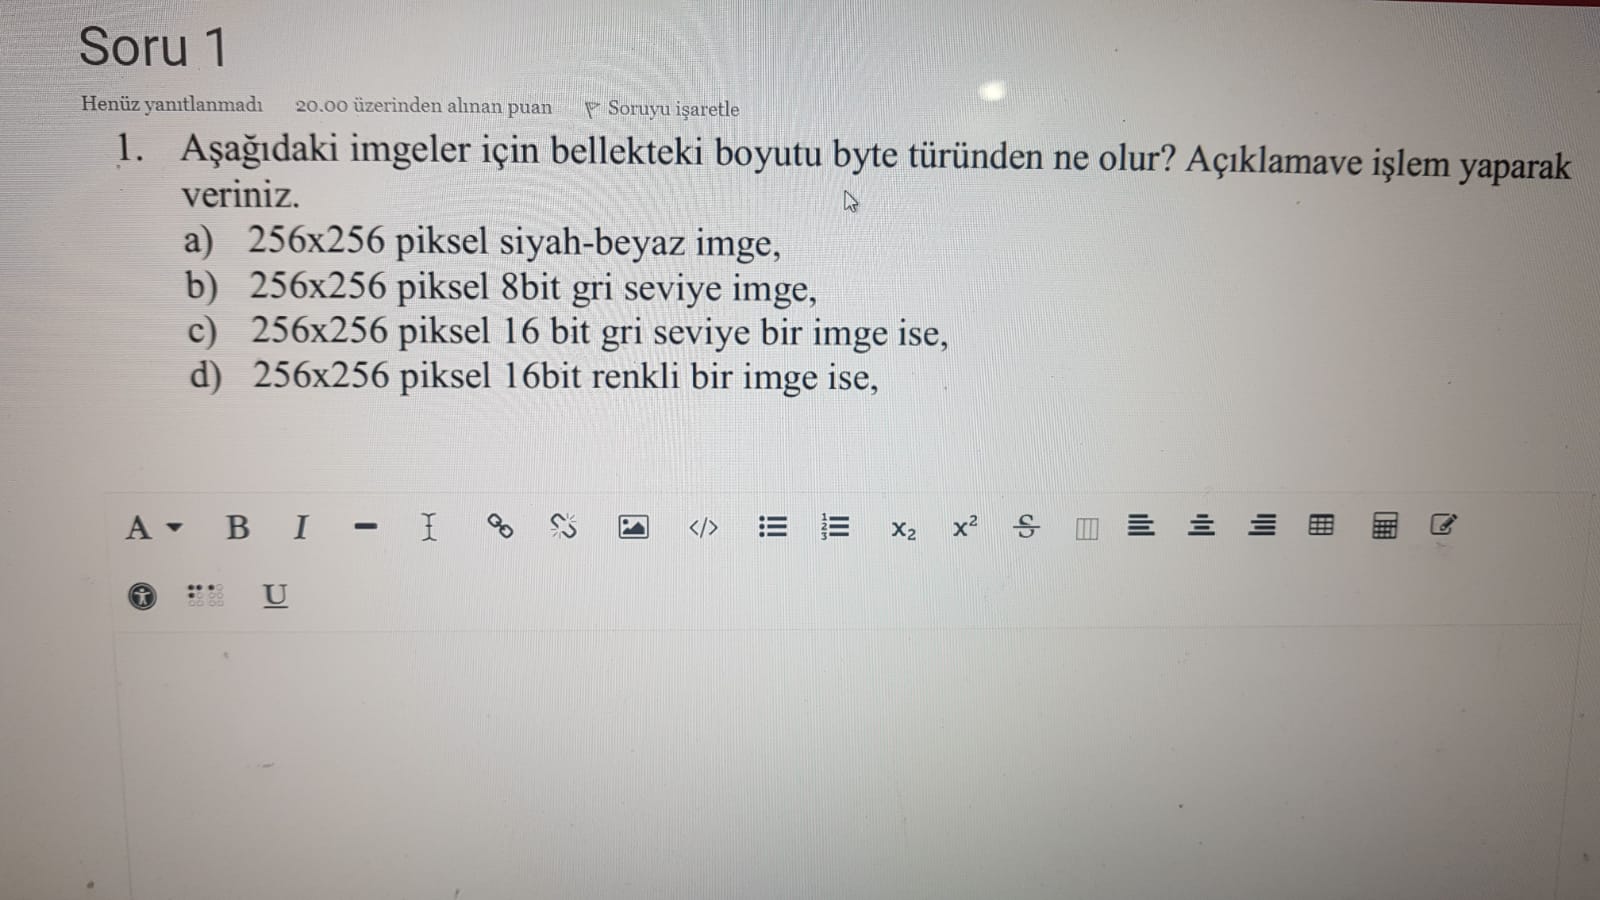 Soru 1
Henüz yanıtlanmadı 20.00 üzerinden alınan puan Soruyu işaretle
1. Aşağıdaki imgeler için bellekteki boyutu byte türünden ne olur? Açıklamave işlem yaparak
veriniz.
a) 256x256 piksel siyah-beyaz imge,
b) 256x256 piksel 8bit gri seviye imge,
c) 256x256 piksel 16 bit gri seviye bir imge ise,
d) 256x256 piksel 16bit renkli bir imge ise,
A B I </> x₂ x² S
U